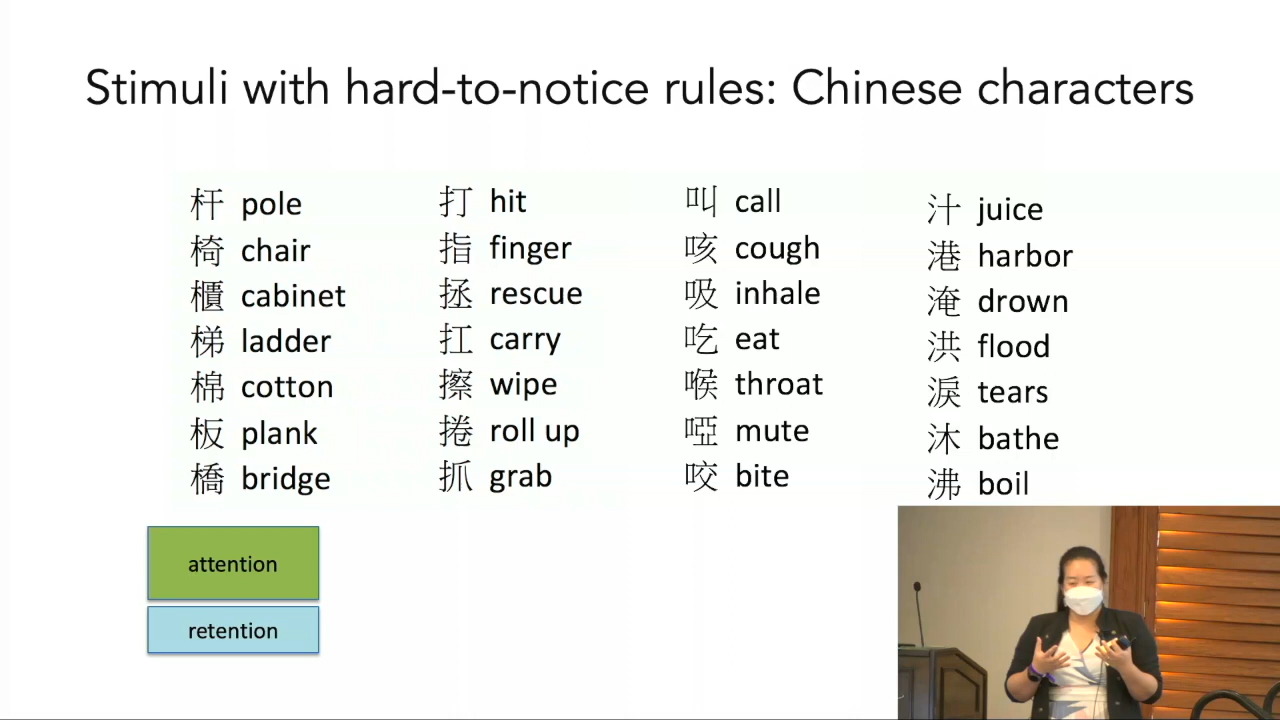 Stimuli with hard-to-notice rules: Chinese characters
杆 pole
椅 chair
櫃 cabinet
梯 ladder
棉 cotton
板 plank
橋 bridge
打 hit
指 finger
拯 rescue
扛 carry
擦 wipe
捲 roll up
抓 grab
叫 call
咳 cough
吸 inhale
吃 eat
喉 throat
啞 mute
咬 bite
汁 juice
港 harbor
淹 drown
洪 flood
淚 tears
沐 bathe
沸 boil
attention
retention